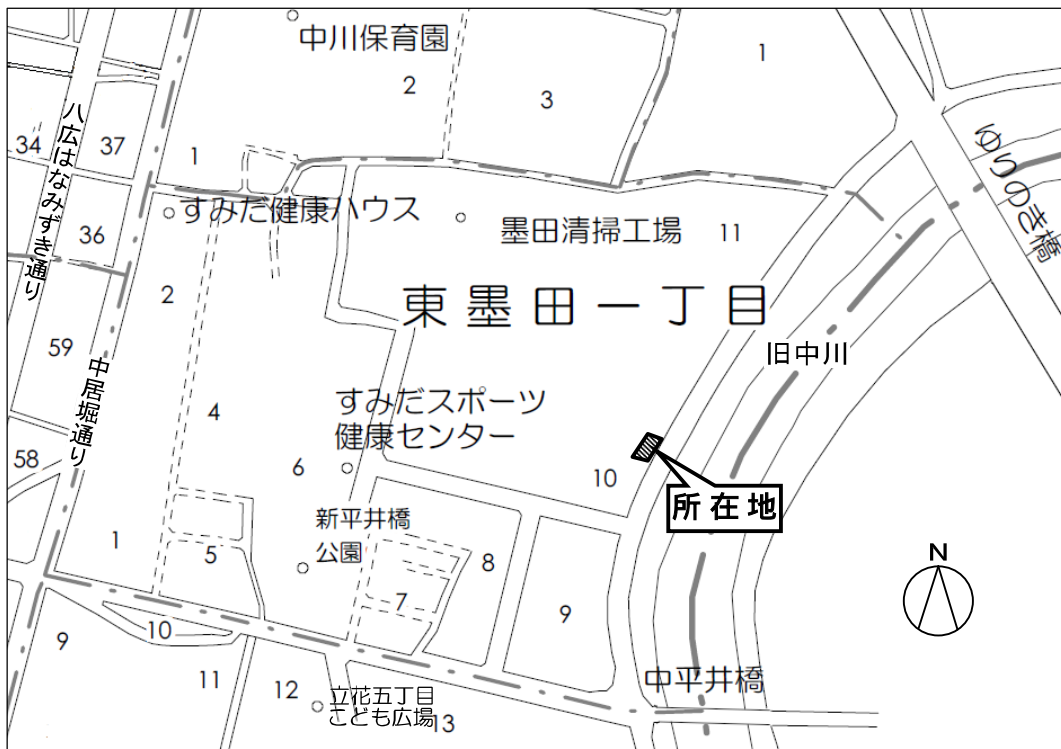 中川保育園
2
3
1
34
37
1
八広はなみずき通り
36
すみだ健康ハウス
墨田清掃工場
11
ゆりのき橋
2
東墨田一丁目
59
中居堀通り
旧中川
4
すみだスポーツ
健康センター
58
6
10
所在地
新平井橋
公園
1
5
8
7
9
N
10
9
11
12
中平井橋
立花五丁目
こども広場
13